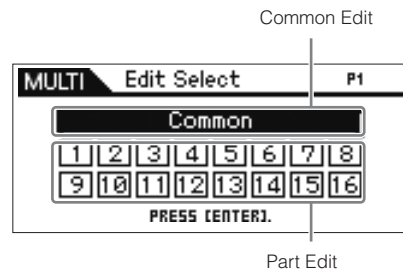 Common Edit
MULTI Edit Select P1
Common
1 2 3 4 5 6 7 8
9 10 11 12 13 14 15 16
PRESS [ENTER].
Part Edit